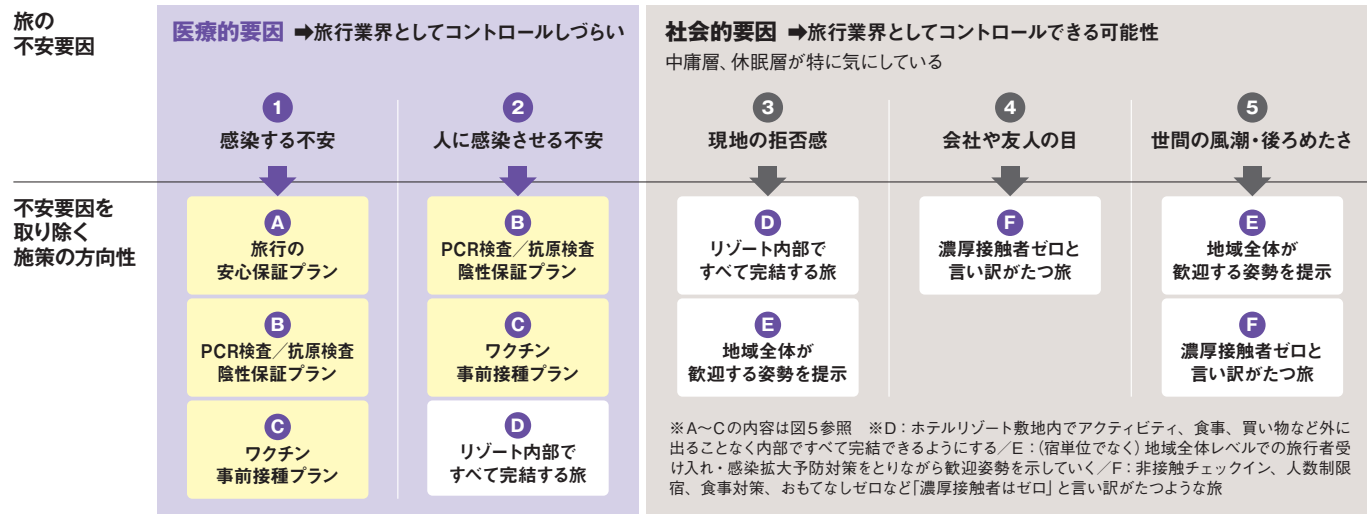 旅の
不安要因
医療的要因 ➡旅行業界としてコントロールしづらい
社会的要因 ➡旅行業界としてコントロールできる可能性
中庸層、休眠層が特に気にしている
1
感染する不安
2
人に感染させる不安
3
現地の拒否感
4
会社や友人の目
5
世間の風潮・後ろめたさ
不安要因を
取り除く
施策の方向性
A
旅行の
安心保証プラン
B
PCR検査／抗原検査
陰性保証プラン
C
ワクチン
事前接種プラン
B
PCR検査／抗原検査
陰性保証プラン
C
ワクチン
事前接種プラン
D
リゾート内部で
すべて完結する旅
D
リゾート内部で
すべて完結する旅
E
地域全体が
歓迎する姿勢を提示
F
濃厚接触者ゼロと
言い訳がたつ旅
E
地域全体が
歓迎する姿勢を提示
F
濃厚接触者ゼロと
言い訳がたつ旅
※A〜Cの内容は図5参照 ※D：ホテルリゾート敷地内でアクティビティ、食事、買い物など外に
出ることなく内部ですべて完結できるようにする／E：（宿単位でなく）地域全体レベルでの旅行者受
け入れ・感染拡大予防対策をとりながら歓迎姿勢を示していく／F：非接触チェックイン、人数制限
宿、食事対策、おもてなしゼロなど「濃厚接触者はゼロ」と言い訳がたつような旅